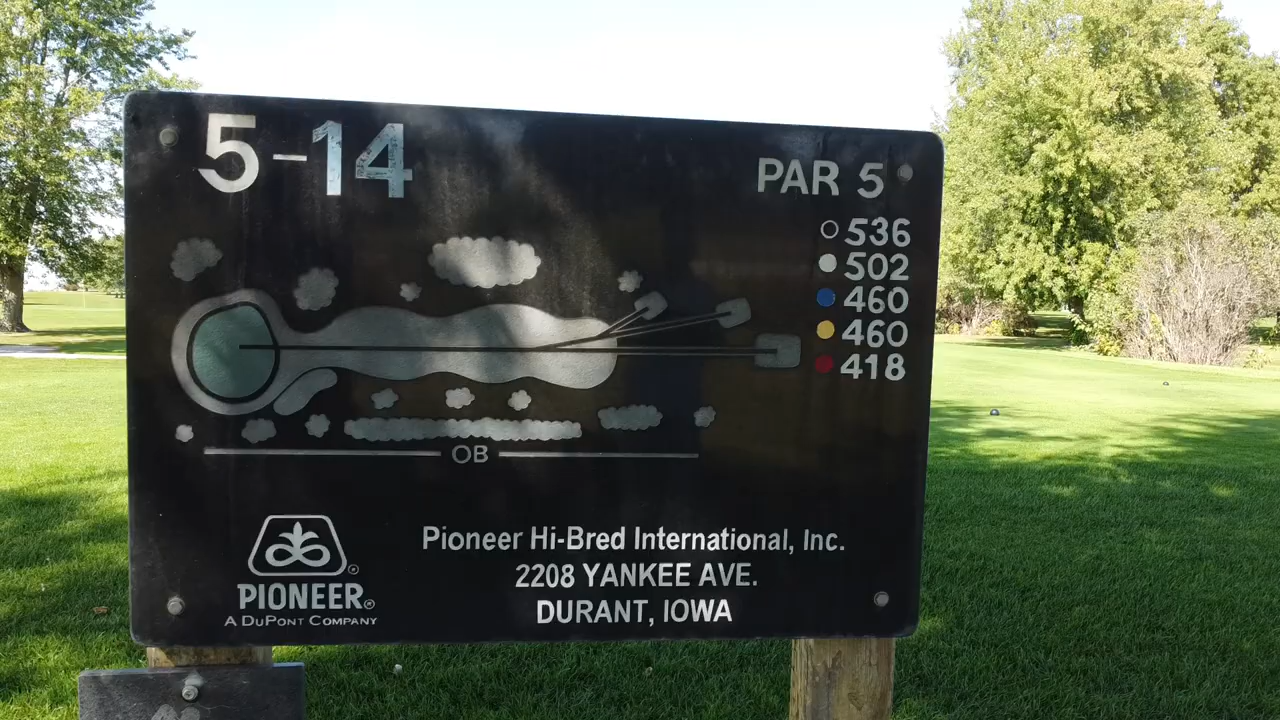 5-14
PAR 5
536
502
460
460
418
OB
Pioneer Hi-Bred International, Inc.
2208 YANKEE AVE.
DURANT, IOWA
PIONEER®
A DUPONT COMPANY